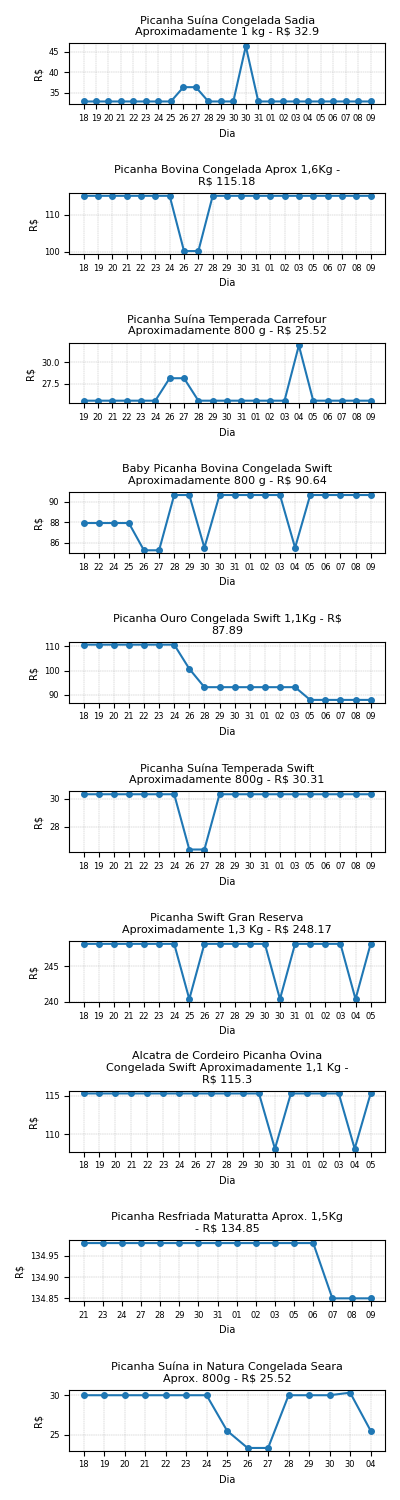 Picanha Suína Congelada Sadia
Aproximadamente 1 kg - R$ 32.9
45
40
35
R$
18 19 20 21 23 22 23 24 25 26 27 28 29 30 30 31 01 01 02 03 04 05 06 07 08 09
Dia
Picanha Bovina Congelada Aprox 1,6Kg -
R$ 115.18
110
100
R$
18 19 20 21 22 23 24 26 27 28 29 30 31 01 02 03 05 06 07 08 09
Dia
Picanha Suína Temperada Carrefour
Aproximadamente 800 g - R$ 25.52
30.0
27.5
R$
19 20 21 22 23 24 26 27 28 29 30 31 01 02 03 04 05 06 07 08 09
Dia
Baby Picanha Bovina Congelada Swift
Aproximadamente 800 g - R$ 90.64
90
88
86
R$
18 22 24 25 26 27 28 29 30 31 01 02 03 03 04 05 06 07 08 09
Dia
Picanha Ouro Congelada Swift 1,1Kg - R$
87.89
110
100
90
R$
18 19 20 21 22 23 24 26 28 29 30 31 01 02 03 05 06 07 08 09
Dia
Picanha Suína Temperada Swift
Aproximadamente 800g - R$ 30.31
30
28
R$
18 19 20 21 22 23 24 26 27 28 29 30 31 01 03 05 06 07 08 09
Dia
Picanha Swift Gran Reserva
Aproximadamente 1,3 Kg - R$ 248.17
245
240
R$
18 19 20 21 22 23 24 25 26 27 28 29 30 30 31 01 02 03 04 05
Dia
Alcatra de Cordeiro Picanha Ovina
Congelada Swift Aproximadamente 1,1 Kg -
R$ 115.3
115
110
R$
18 19 20 21 22 23 24 26 27 28 29 30 30 31 01 02 03 04 05
Dia
Picanha Resfriada Maturatta Aprox. 1,5Kg
- R$ 134.85
134.95
134.90
134.85
R$
21 23 24 27 28 29 30 31 01 01 02 03 05 06 07 08 09
Dia
Picanha Suína in Natura Congelada Seara
Aprox. 800g - R$ 25.52
30
25
R$
18 19 20 21 22 23 24 25 26 27 28 29 30 30 04
Dia